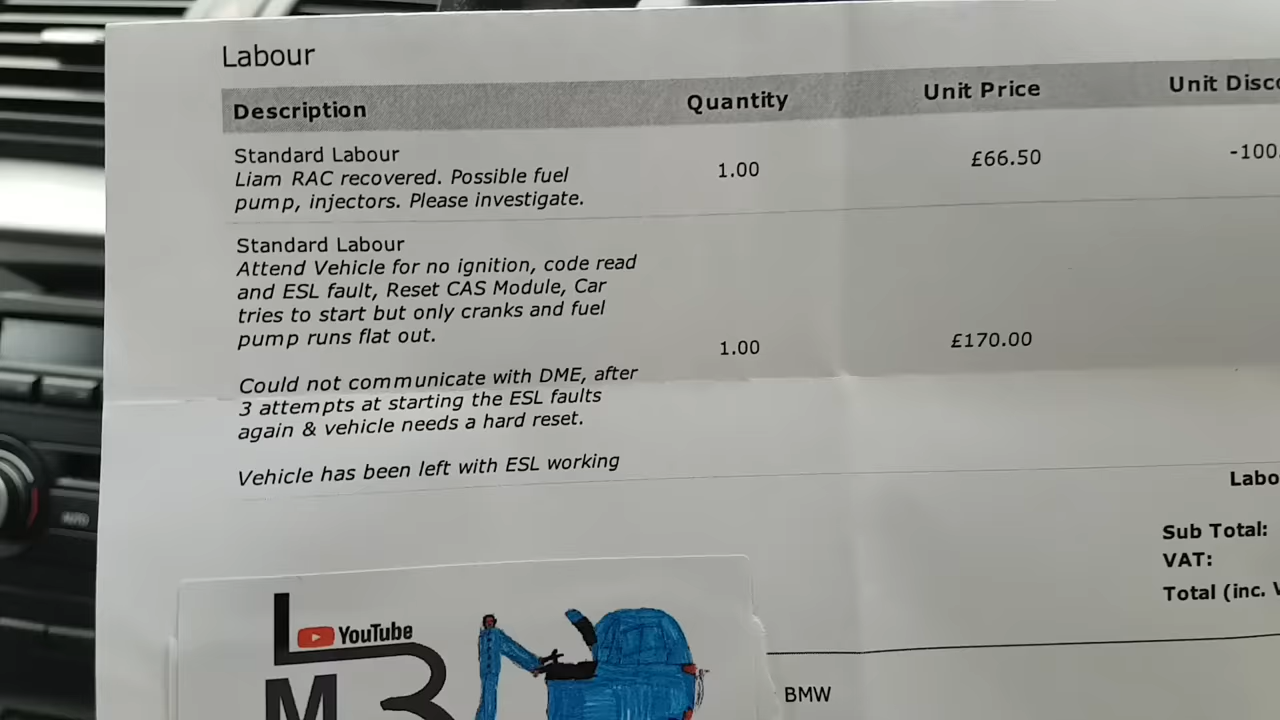 Labour
Description Quantity Unit Price Unit Disc
Standard Labour
Liam RAC recovered. Possible fuel
pump, injectors. Please investigate.
1.00 £66.50 -100
Standard Labour
Attend Vehicle for no ignition, code read
and ESL fault, Reset CAS Module, Car
tries to start but only cranks and fuel
pump runs flat out.
1.00 £170.00
Could not communicate with DME, after
3 attempts at starting the ESL faults
again & vehicle needs a hard reset.
Vehicle has been left with ESL working
Labo
Sub Total:
VAT:
Total (inc.
L YouTube
M3
BMW
AUTO